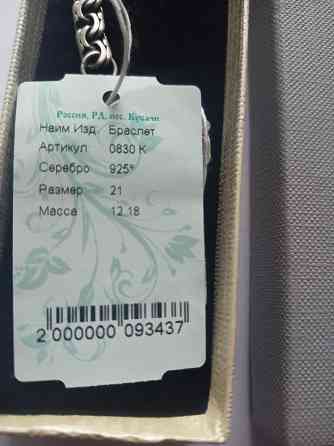 Россия, РД, пос. Кубачи
Наим.Изд. Браслет
Артикул 0830 К
Серебро 925*
Размер 21
Масса 12.18
2 000000 093437